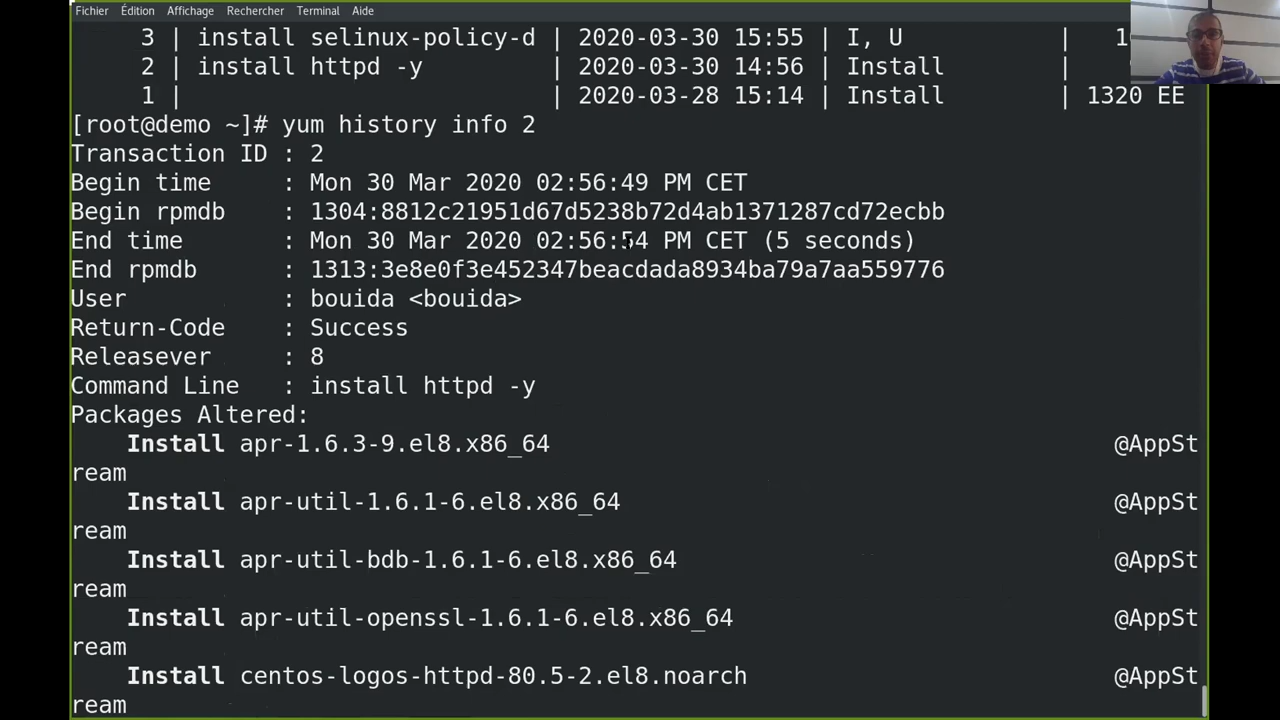 Fichier Édition Affichage Rechercher Terminal Aide
3 | install selinux-policy-d | 2020-03-30 15:55 | I, U |
2 | install httpd -y | 2020-03-30 14:56 | Install |
1 | | 2020-03-28 15:14 | Install | 1320 EE
[root@demo ~]# yum history info 2
Transaction ID : 2
Begin time : Mon 30 Mar 2020 02:56:49 PM CET
Begin rpmdb : 1304:8812c21951d67d5238b72d4ab1371287cd72ecbb
End time : Mon 30 Mar 2020 02:56:54 PM CET (5 seconds)
End rpmdb : 1313:3e8e0f3e452347beacdada8934ba79a7aa559776
User : bouida <bouida>
Return-Code : Success
Releasever : 8
Command Line : install httpd -y
Packages Altered:
Install apr-1.6.3-9.el8.x86_64 @AppSt
ream
Install apr-util-1.6.1-6.el8.x86_64 @AppSt
ream
Install apr-util-bdb-1.6.1-6.el8.x86_64 @AppSt
ream
Install apr-util-openssl-1.6.1-6.el8.x86_64 @AppSt
ream
Install centos-logos-httpd-80.5-2.el8.noarch @AppSt
ream